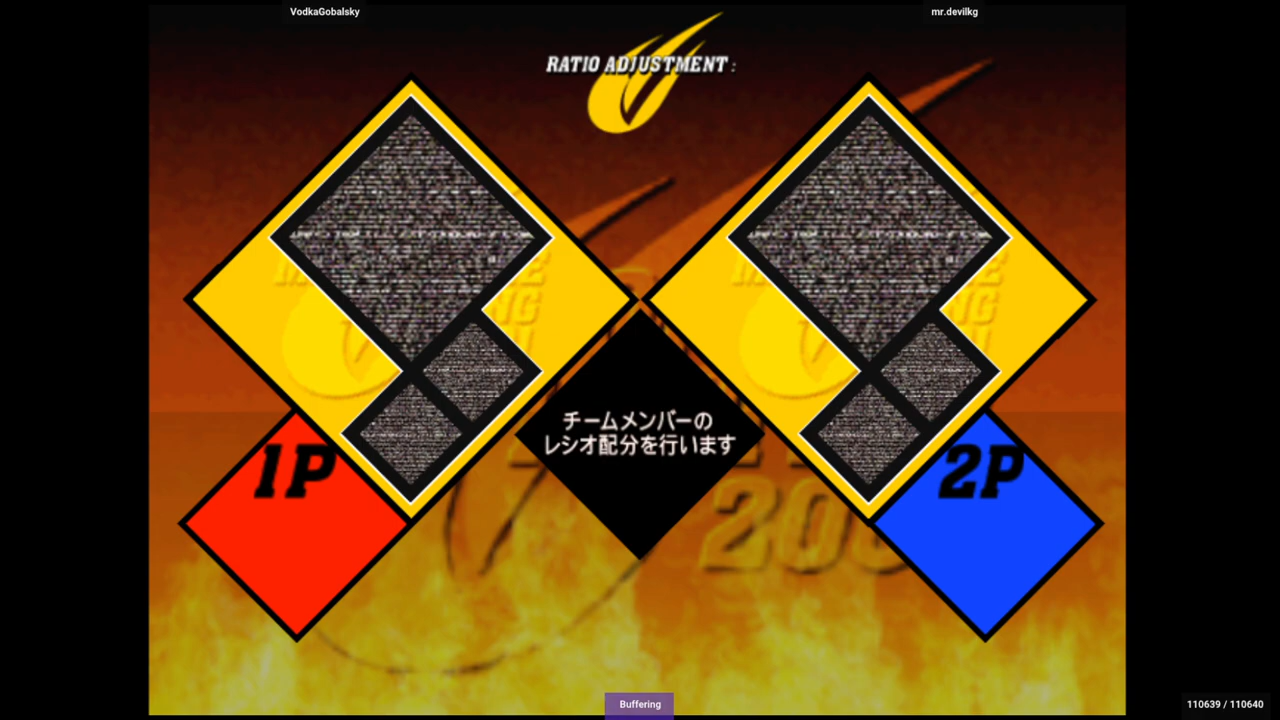 VodkaGobalsky
mr.devilkg
RATIO ADJUSTMENT :
チームメンバーの
レシオ配分を行います
1P
2P
200
Buffering
110639 / 110640